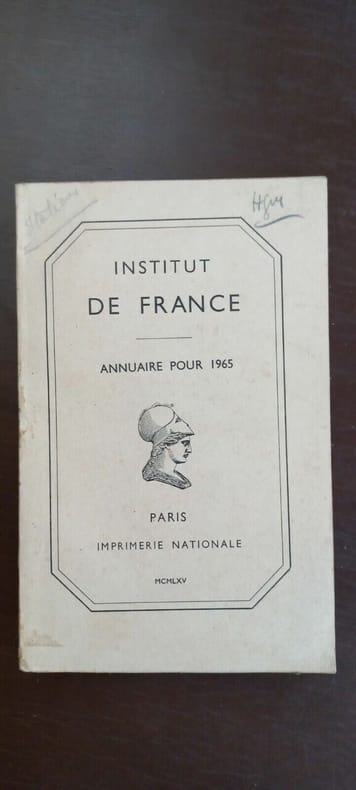 INSTITUT
DE FRANCE
ANNUAIRE POUR 1965
PARIS
IMPRIMERIE NATIONALE
MCMLXV